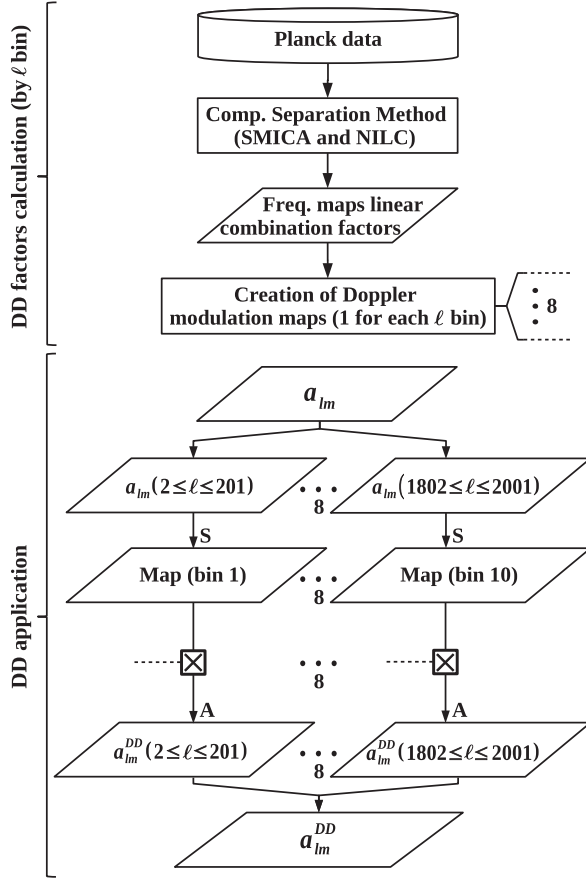 DD factors calculation (by ℓ bin)
Planck data
Comp. Separation Method
(SMICA and NILC)
Freq. maps linear
combination factors
Creation of Doppler
modulation maps (1 for each ℓ bin)
8
DD application
a_lm
a_lm(2≤ℓ≤201)
8
a_lm(1802≤ℓ≤2001)
S
S
Map (bin 1)
8
Map (bin 10)
8
A
A
a_lm^DD(2≤ℓ≤201)
8
a_lm^DD(1802≤ℓ≤2001)
a_lm^DD